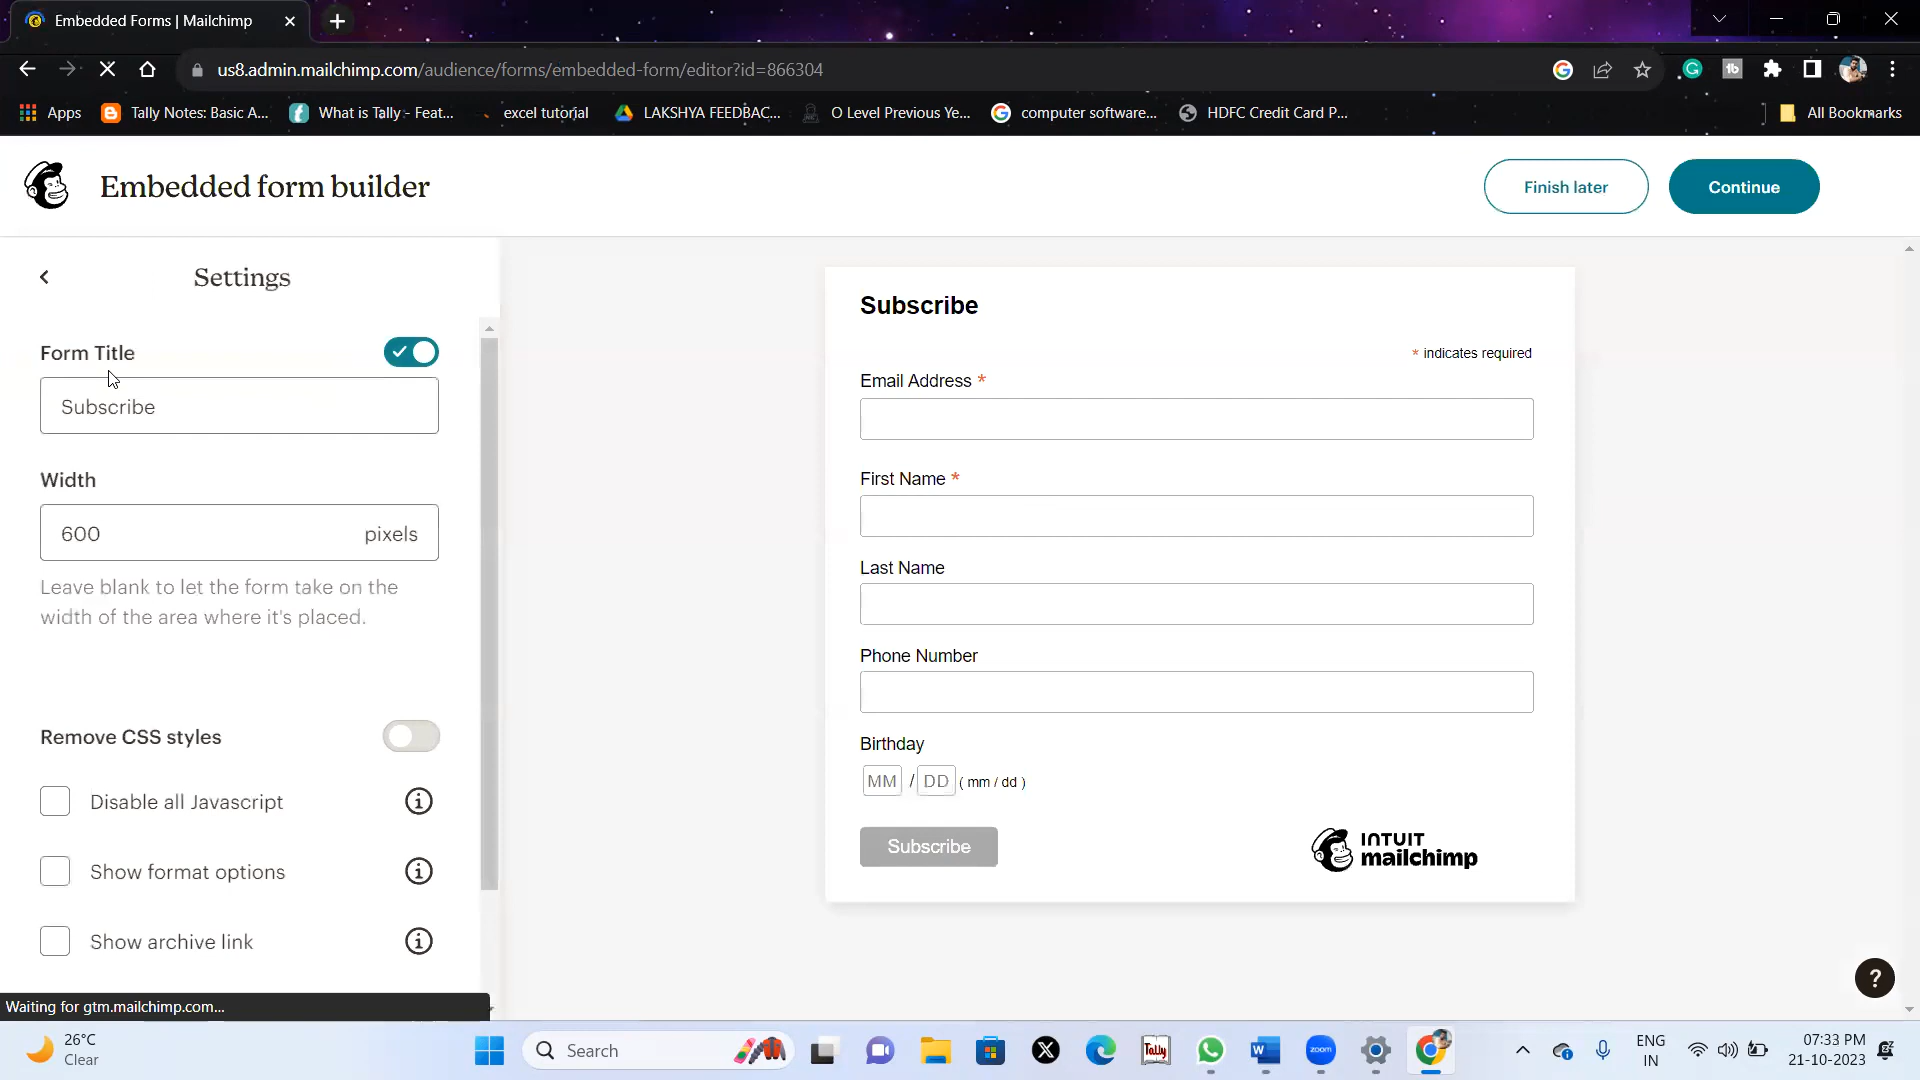 Embedded Forms | Mailchimp
us8.admin.mailchimp.com/audience/forms/embedded-form/editor?id=866304
Apps Tally Notes: Basic A... What is Tally - Feat... excel tutorial LAKSHYA FEEDBAC... O Level Previous Ye... computer software... HDFC Credit Card P... All Bookmarks
Embedded form builder
Finish later
Continue
Settings
Form Title
Subscribe
Width
600 pixels
Leave blank to let the form take on the
width of the area where it's placed.
Remove CSS styles
Disable all Javascript
Show format options
Show archive link
Waiting for gtm.mailchimp.com...
Subscribe
* indicates required
Email Address *
First Name *
Last Name
Phone Number
Birthday
MM / DD ( mm / dd )
Subscribe
INTUIT
mailchimp
?
26°C
Clear
Search
Tally
zoom
ENG
IN
07:33 PM
21-10-2023